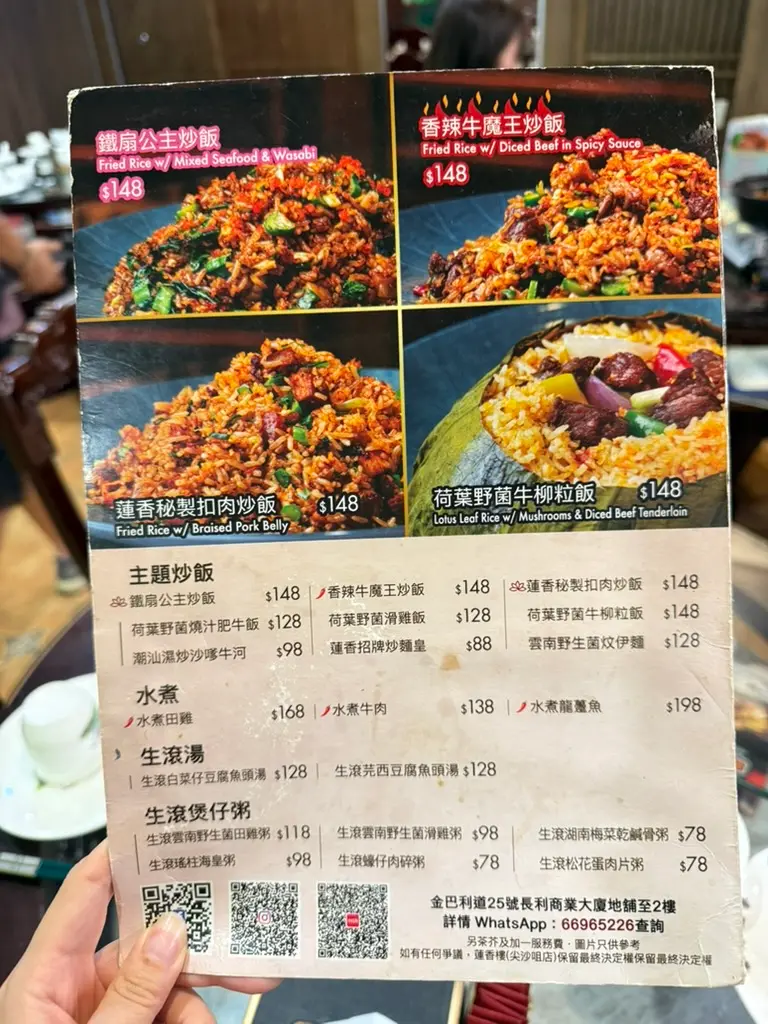 鐵扇公主炒飯
Fried Rice w/ Mixed Seafood & Wasabi
$148
香辣牛魔王炒飯
Fried Rice w/ Diced Beef in Spicy Sauce
$148
蓮香秘製扣肉炒飯 $148
Fried Rice w/ Braised Pork Belly
荷葉野菌牛柳粒飯 $148
Lotus Leaf Rice w/ Mushrooms & Diced Beef Tenderloin
主題炒飯
鐵扇公主炒飯 $148 香辣牛魔王炒飯 $148 蓮香秘製扣肉炒飯 $148
荷葉野菌燒汁肥牛飯 $128 荷葉野菌滑雞飯 $128 荷葉野菌牛柳粒飯 $148
潮汕濕炒沙嗲牛河 $98 蓮香招牌炒麵皇 $88 雲南野生菌炆伊麵 $128
水煮
水煮田雞 $168 水煮牛肉 $138 水煮龍躉魚 $198
生滾湯
生滾白菜仔豆腐魚頭湯 $128 生滾芫西豆腐魚頭湯 $128
生滾煲仔粥
生滾雲南野生菌田雞粥 $118 生滾雲南野生菌滑雞粥 $98 生滾湖南梅菜乾鹹骨粥 $78
生滾瑤柱海皇粥 $98 生滾蠔仔肉碎粥 $78 生滾松花蛋肉片粥 $78
金巴利道25號長利商業大廈地舖至2樓
詳情 WhatsApp：66965226查詢
另茶芥及加一服務費．圖片只供參考
如有任何爭議，蓮香樓(尖沙咀店)保留最終決定權保留最終決定權